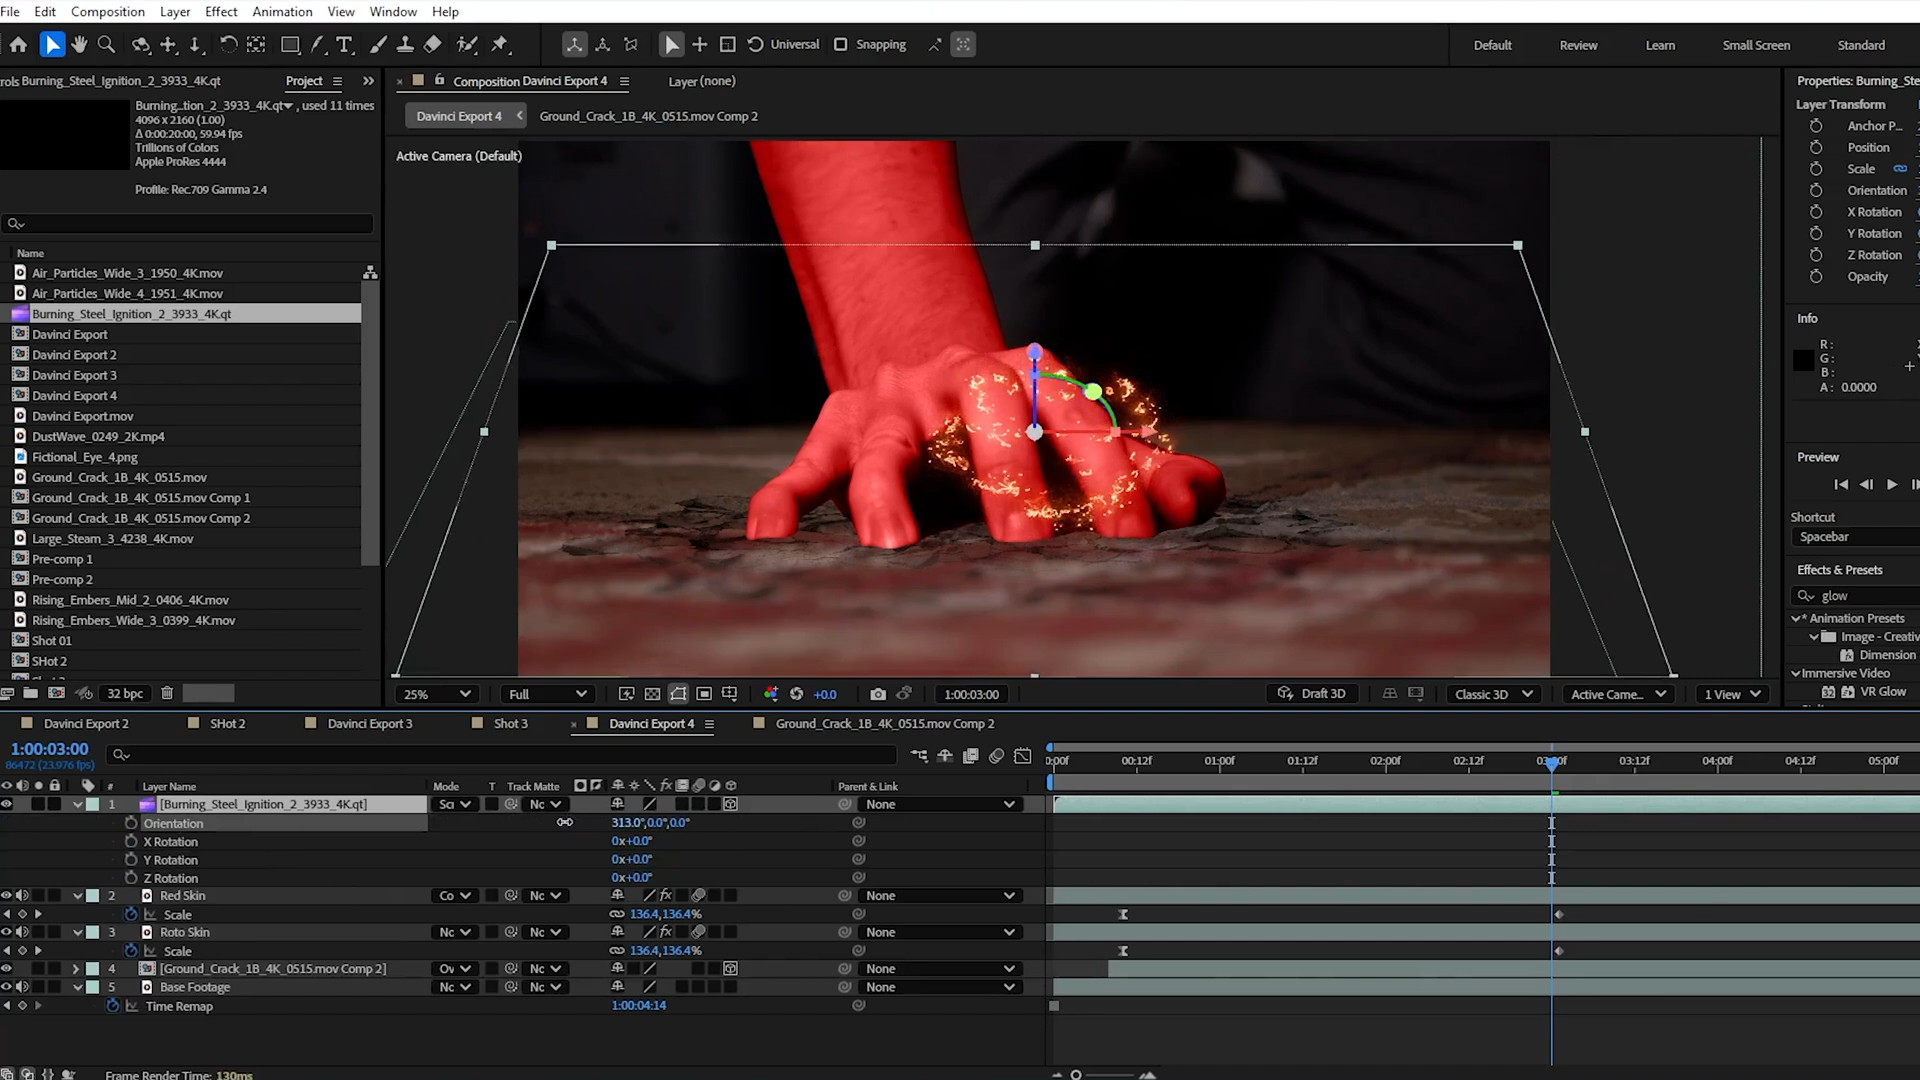 File Edit Composition Layer Effect Animation View Window Help
Universal Snapping Default Review Learn Small Screen Standard
rols Burning_Steel_Ignition_2_3933_4K.qt Project Composition Davinci Export 4 Layer (none) Properties: Burning_Ste
Burning...tion_2_3933_4K.qt , used 11 times
4096 x 2160 (1.00)
Δ 0:00:20:00, 59.94 fps
Trillions of Colors
Apple ProRes 4444
Profile: Rec.709 Gamma 2.4
Davinci Export 4 Ground_Crack_1B_4K_0515.mov Comp 2
Active Camera (Default)
Name
Air_Particles_Wide_3_1950_4K.mov
Air_Particles_Wide_4_1951_4K.mov
Burning_Steel_Ignition_2_3933_4K.qt
Davinci Export
Davinci Export 2
Davinci Export 3
Davinci Export 4
Davinci Export.mov
DustWave_0249_2K.mp4
Fictional_Eye_4.png
Ground_Crack_1B_4K_0515.mov
Ground_Crack_1B_4K_0515.mov Comp 1
Ground_Crack_1B_4K_0515.mov Comp 2
Large_Steam_3_4238_4K.mov
Pre-comp 1
Pre-comp 2
Rising_Embers_Mid_2_0406_4K.mov
Rising_Embers_Wide_3_0399_4K.mov
Shot 01
SHot 2
32 bpc
25% Full +0.0 1:00:03:00 Draft 3D Classic 3D Active Came... 1 View
Layer Transform
Anchor P...
Position
Scale
Orientation
X Rotation
Y Rotation
Z Rotation
Opacity
Info
R:
G:
B:
A: 0.0000
Preview
Shortcut
Spacebar
Effects & Presets
glow
* Animation Presets
Image - Creativ
Dimension
Immersive Video
VR Glow
Davinci Export 2 SHot 2 Davinci Export 3 Shot 3 Davinci Export 4 Ground_Crack_1B_4K_0515.mov Comp 2
1:00:03:00
86472 (23.976 fps)
0:00f 00:12f 01:00f 01:12f 02:00f 02:12f 03:00f 03:12f 04:00f 04:12f 05:00f
# Layer Name Mode T Track Matte Parent & Link
1 [Burning_Steel_Ignition_2_3933_4K.qt] Sc Nc None
Orientation 313.0°,0.0°,0.0°
X Rotation 0x+0.0°
Y Rotation 0x+0.0°
Z Rotation 0x+0.0°
2 Red Skin Co Nc None
Scale 136.4,136.4%
3 Roto Skin Nc Nc None
Scale 136.4,136.4%
4 [Ground_Crack_1B_4K_0515.mov Comp 2] Ov Nc None
5 Base Footage Nc Nc None
Time Remap 1:00:04:14
Frame Render Time: 130ms